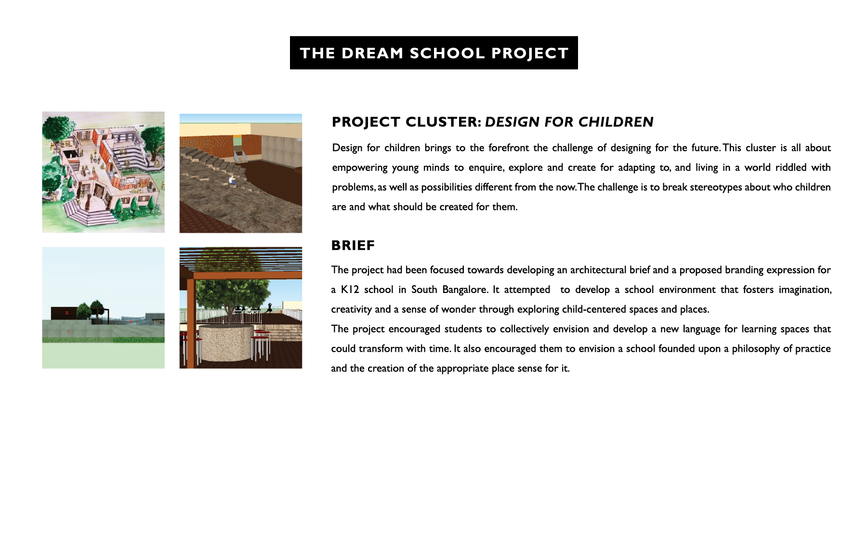 THE DREAM SCHOOL PROJECT
PROJECT CLUSTER: DESIGN FOR CHILDREN
Design for children brings to the forefront the challenge of designing for the future. This cluster is all about
empowering young minds to enquire, explore and create for adapting to, and living in a world riddled with
problems, as well as possibilities different from the now. The challenge is to break stereotypes about who children
are and what should be created for them.
BRIEF
The project had been focused towards developing an architectural brief and a proposed branding expression for
a K12 school in South Bangalore. It attempted to develop a school environment that fosters imagination,
creativity and a sense of wonder through exploring child-centered spaces and places.
The project encouraged students to collectively envision and develop a new language for learning spaces that
could transform with time. It also encouraged them to envision a school founded upon a philosophy of practice
and the creation of the appropriate place sense for it.